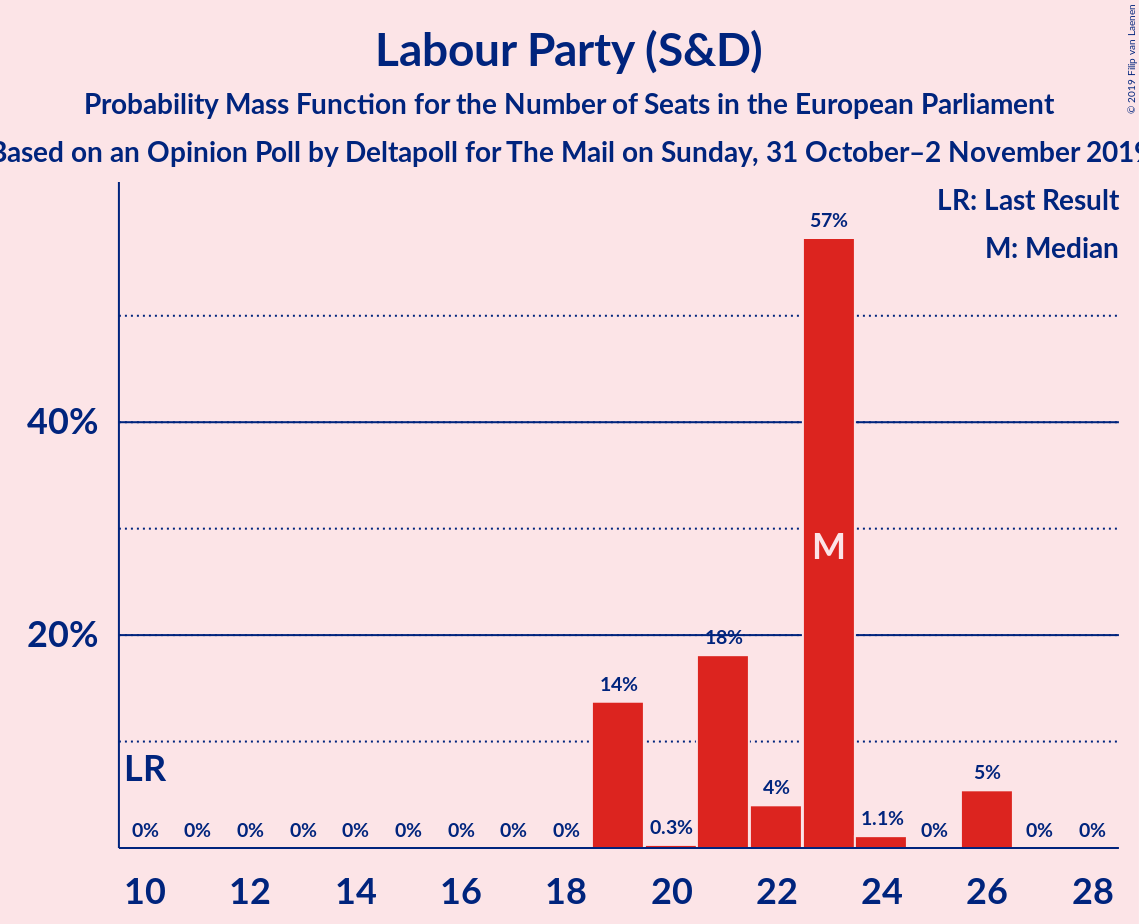 Labour Party (S&D)
Probability Mass Function for the Number of Seats in the European Parliament
Based on an Opinion Poll by Deltapoll for The Mail on Sunday, 31 October–2 November 2019
© 2019 Filip van Laenen
LR: Last Result
M: Median
57%
40%
M
20%
18%
14%
LR
5%
4%
1.1%
0.3%
0% 0% 0% 0% 0% 0% 0% 0% 0% 0% 0% 0%
10 12 14 16 18 20 22 24 26 28